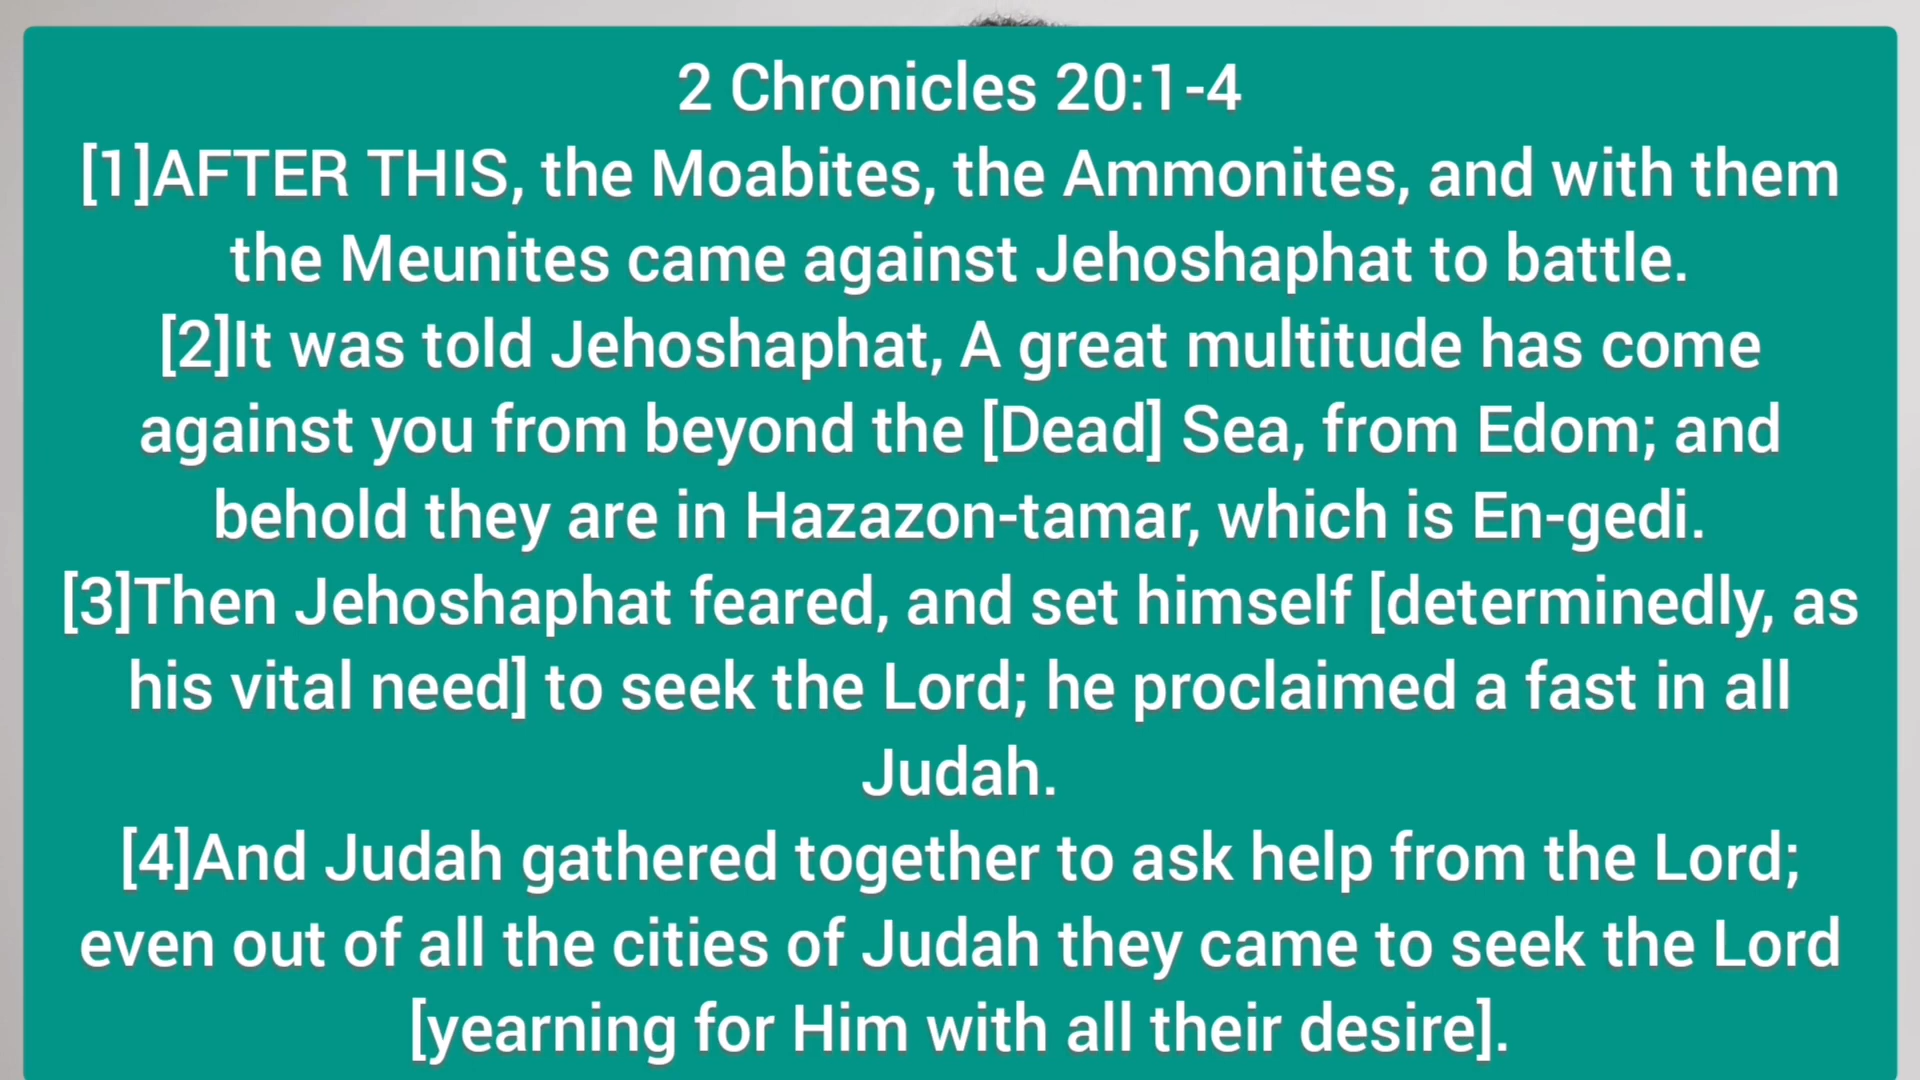 2 Chronicles 20:1-4
[1]AFTER THIS, the Moabites, the Ammonites, and with them
the Meunites came against Jehoshaphat to battle.
[2]It was told Jehoshaphat, A great multitude has come
against you from beyond the [Dead] Sea, from Edom; and
behold they are in Hazazon-tamar, which is En-gedi.
[3]Then Jehoshaphat feared, and set himself [determinedly, as
his vital need] to seek the Lord; he proclaimed a fast in all
Judah.
[4]And Judah gathered together to ask help from the Lord;
even out of all the cities of Judah they came to seek the Lord
[yearning for Him with all their desire].